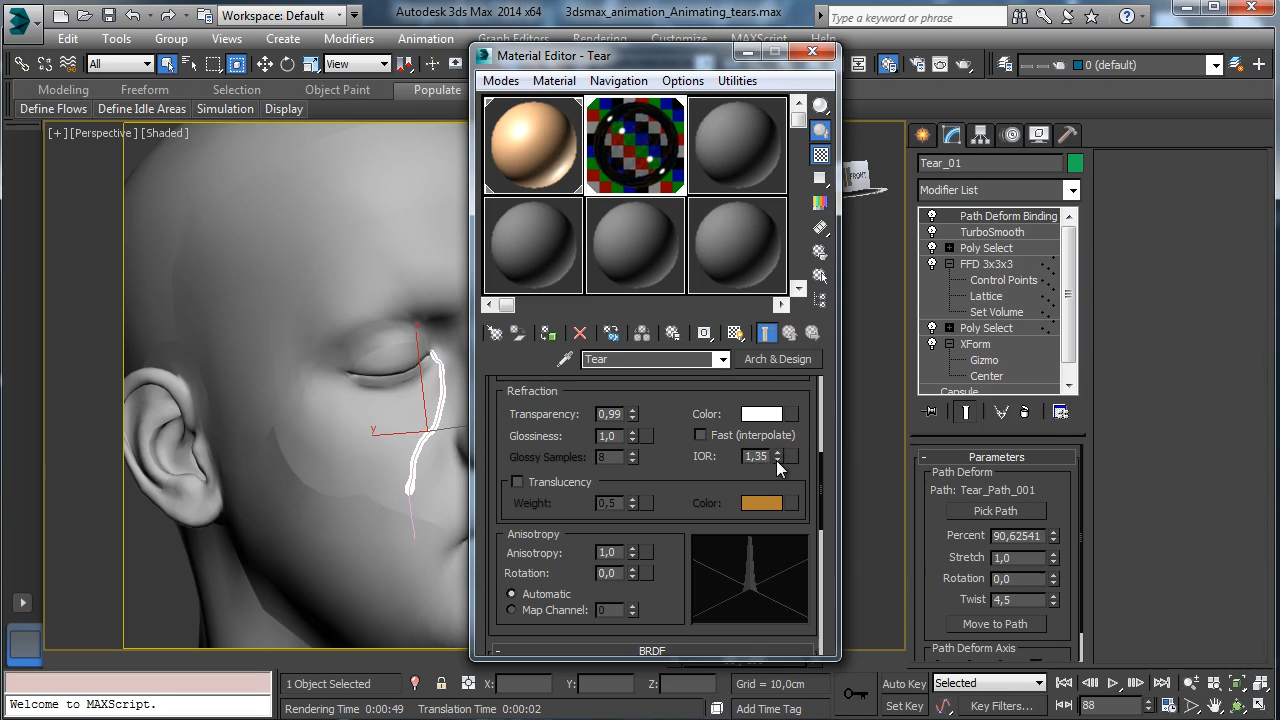 Workspace: Default
Autodesk 3ds Max 2014 x64
3dsmax_animation_Animating_tears.max
Type a keyword or phrase
Edit
Tools
Group
Views
Create
Modifiers
Animation
Graph Editors
Rendering
Customize
MAXScript
Help
All
View
0 (default)
Modeling
Freeform
Selection
Object Paint
Populate
Define Flow
Define Idle Areas
Simulation
Display
[+] [Perspective] [Shaded]
Material Editor - Tear
Modes
Material
Navigation
Options
Utilities
FRONT
Tear
Arch & Design
Refraction
Transparency:
0,99
Color:
Glossiness:
1,0
Fast (interpolate)
Glossy Samples:
8
IOR:
1,35
Translucency
Weight:
0,5
Color:
Anisotropy
Anisotropy:
1,0
Rotation:
0,0
Automatic
Map Channel:
0
- BRDF
Tear_01
Modifier List
Path Deform Binding
TurboSmooth
Poly Select
FFD 3x3x3
Control Points
Lattice
Set Volume
Poly Select
XForm
Gizmo
Center
Capsule
- Parameters
Path Deform
Path: Tear_Path_001
Pick Path
Percent
90,62541
Stretch
1,0
Rotation
0,0
Twist
4,5
Move to Path
Path Deform Axis
x
y
1 Object Selected
X:
Y:
Z:
Grid = 10,0cm
Auto Key
Selected
Welcome to MAXScript.
Rendering Time 0:00:49
Translation Time 0:00:02
Add Time Tag
Set Key
Key Filters...
88